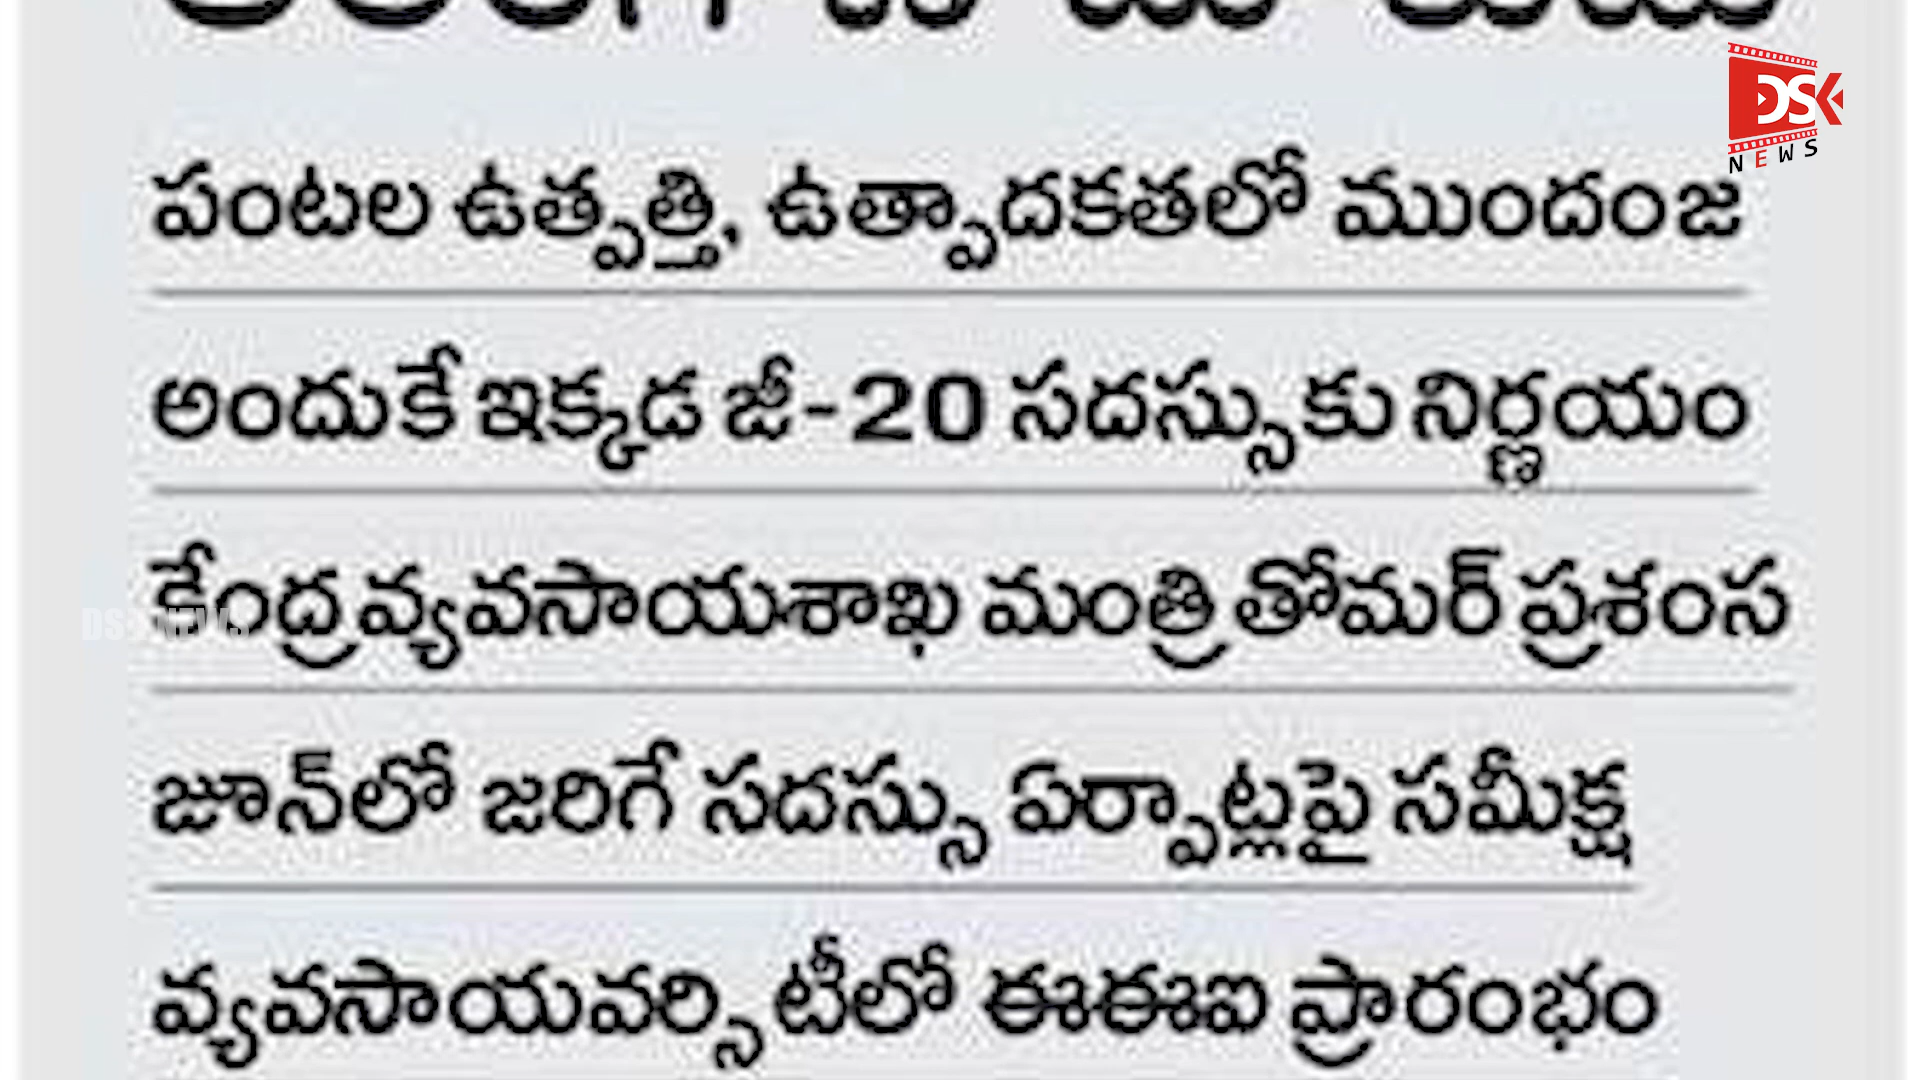 DSK
NEWS
పంటల ఉత్పత్తి, ఉత్పాదకతలో ముందంజ
అందుకే ఇక్కడ జీ-20 సదస్సుకు నిర్ణయం
కేంద్రవ్యవసాయశాఖ మంత్రి తోమర్ ప్రశంస
జూన్‌లో జరిగే సదస్సు ఏర్పాట్లపై సమీక్ష
వ్యవసాయవర్సిటీలో ఈఈఐ ప్రారంభం